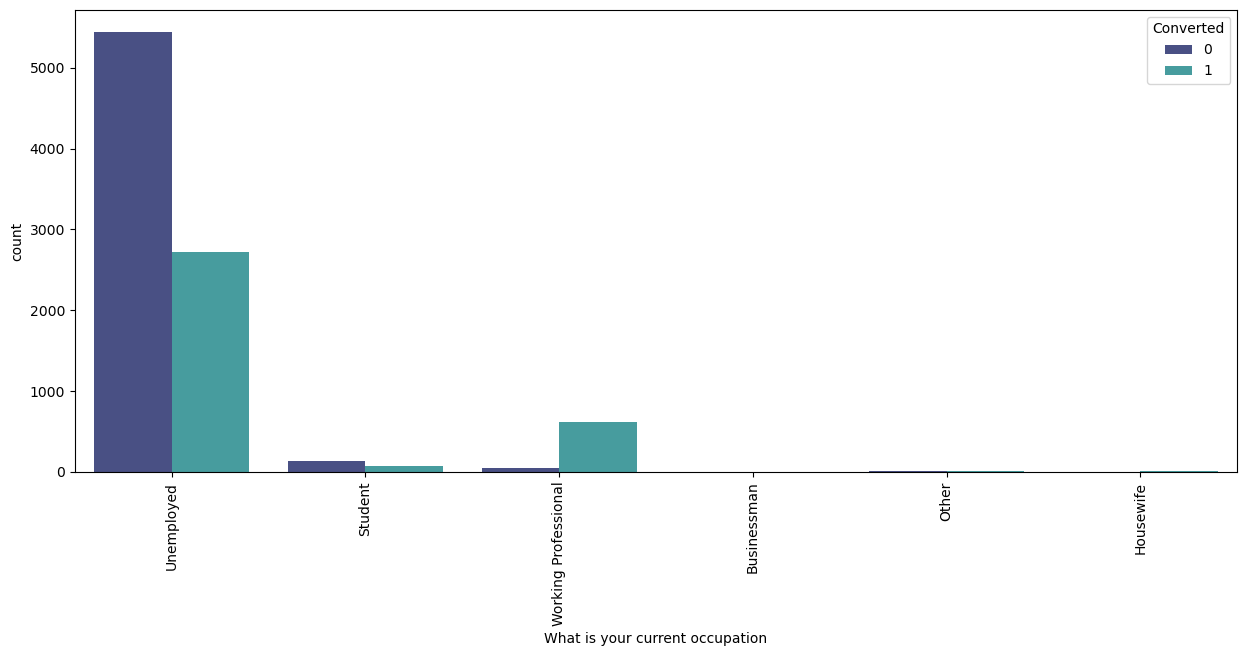 Converted
0
1
5000
4000
3000
2000
1000
0
count
Unemployed
Student
Working Professional
Businessman
Other
Housewife
What is your current occupation